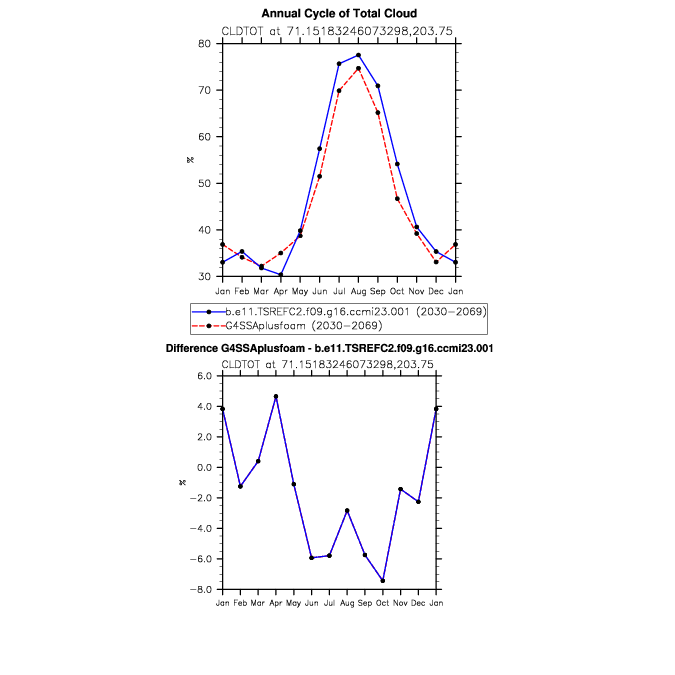 Annual Cycle of Total Cloud
CLDTOT at 71.15183246073298,203.75
80
70
60
50
40
30
%
Jan Feb Mar Apr May Jun Jul Aug Sep Oct Nov Dec Jan
b.e11.TSREFC2.f09.g16.ccmi23.001 (2030-2069)
G4SSAplusfoam (2030-2069)
Difference G4SSAplusfoam - b.e11.TSREFC2.f09.g16.ccmi23.001
CLDTOT at 71.15183246073298,203.75
6.0
4.0
2.0
0.0
-2.0
-4.0
-6.0
-8.0
%
Jan Feb Mar Apr May Jun Jul Aug Sep Oct Nov Dec Jan